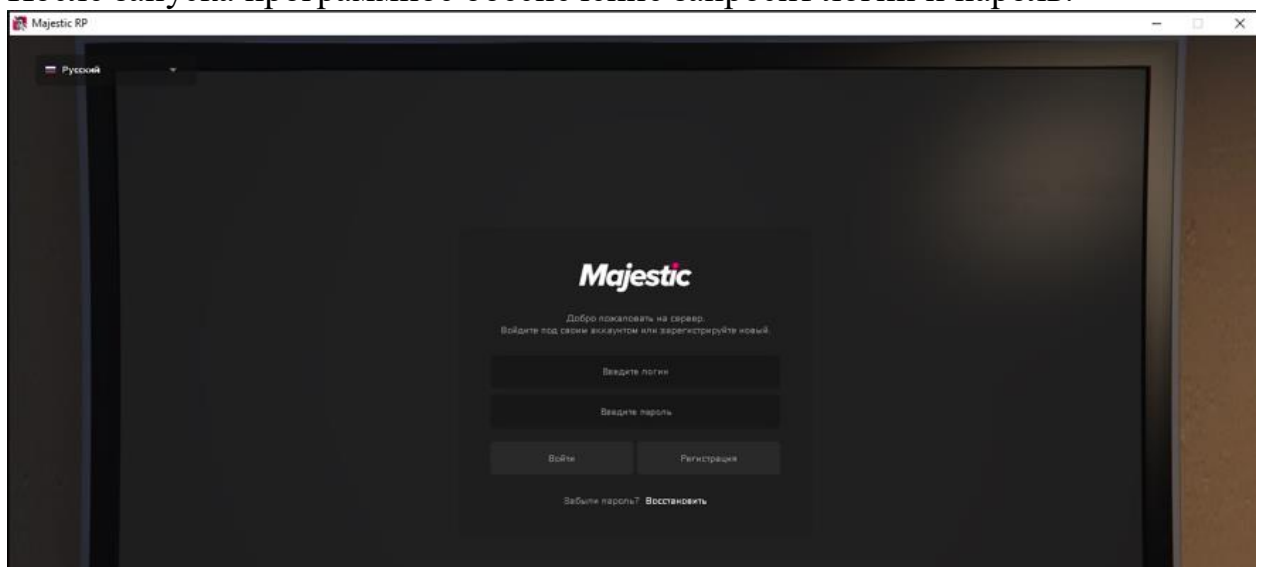 После запуска программное обеспечение запросит логин и пароль.
Majestic RP
Русский
Majestic
Добро пожаловать на сервер.
Войдите под своим аккаунтом или зарегистрируйте новый.
Введите логин
Введите пароль
Войти Регистрация
Забыли пароль? Восстановить